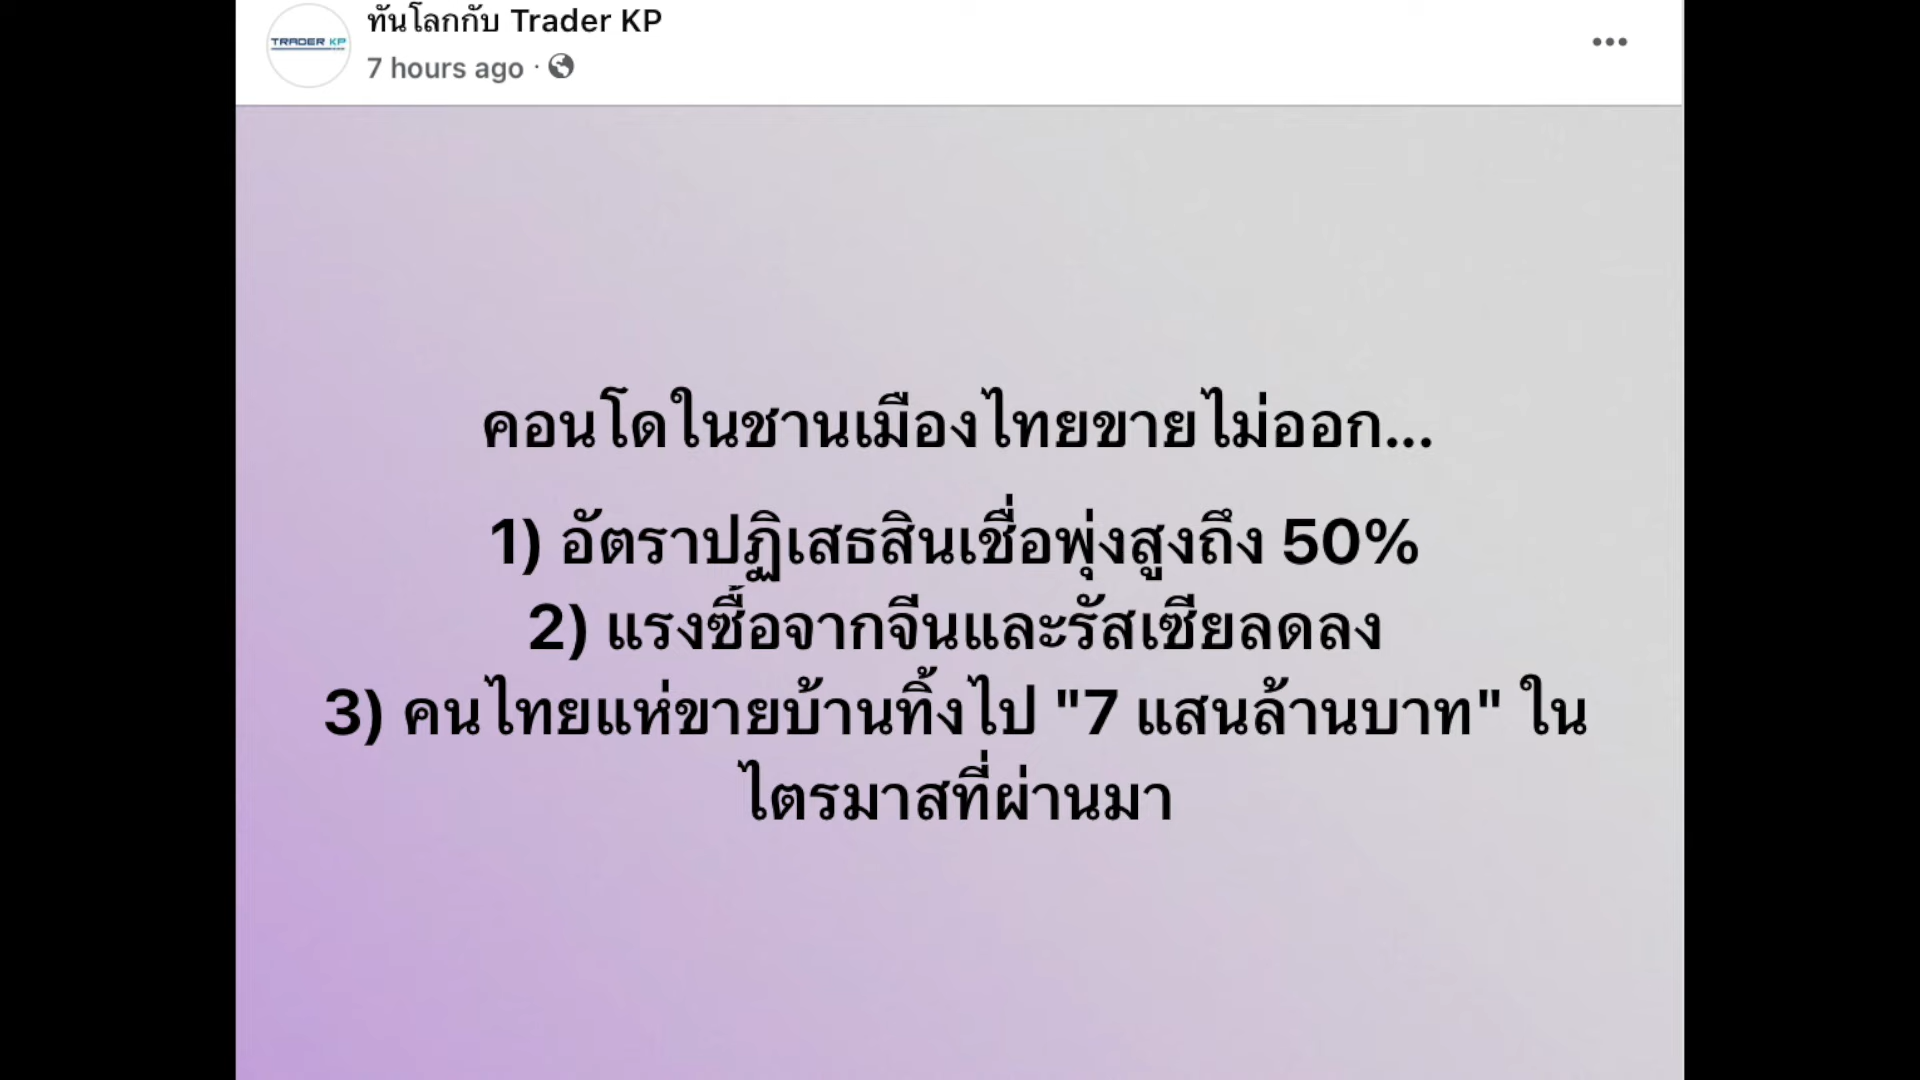 ทันโลกกับ Trader KP
TRADER KP
7 hours ago ·
คอนโดในชานเมืองไทยขายไม่ออก...
1) อัตราปฏิเสธสินเชื่อพุ่งสูงถึง 50%
2) แรงซื้อจากจีนและรัสเซียลดลง
3) คนไทยแห่ขายบ้านทิ้งไป "7 แสนล้านบาท" ใน
ไตรมาสที่ผ่านมา